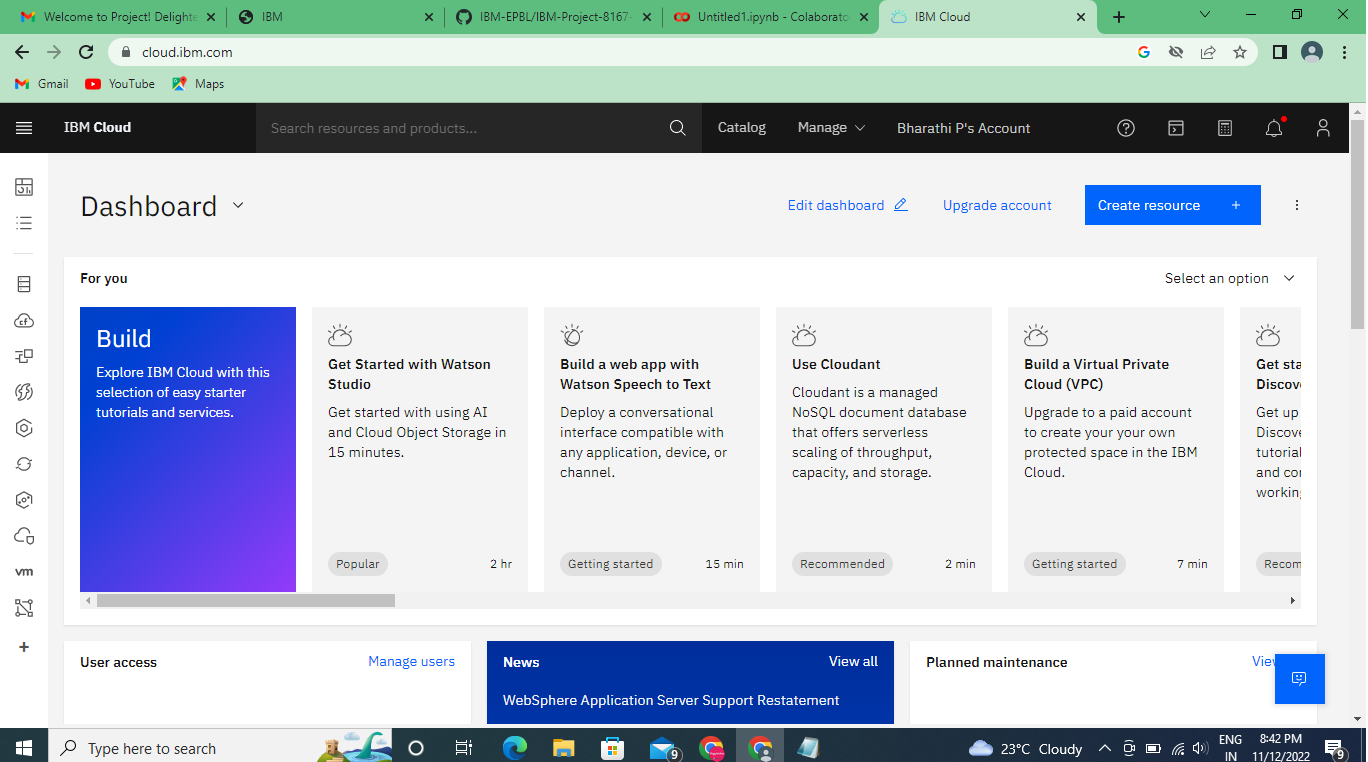 Welcome to Project! Delighte
IBM
IBM-EPBL/IBM-Project-8167-
Untitled1.ipynb - Colaborato
IBM Cloud
cloud.ibm.com
Gmail
YouTube
Maps
IBM Cloud
Search resources and products...
Catalog
Manage
Bharathi P's Account
Dashboard
Edit dashboard
Upgrade account
Create resource +
For you
Select an option
Build
Explore IBM Cloud with this
selection of easy starter
tutorials and services.
Get Started with Watson
Studio
Get started with using AI
and Cloud Object Storage in
15 minutes.
Popular
2 hr
Build a web app with
Watson Speech to Text
Deploy a conversational
interface compatible with
any application, device, or
channel.
Getting started
15 min
Use Cloudant
Cloudant is a managed
NoSQL document database
that offers serverless
scaling of throughput,
capacity, and storage.
Recommended
2 min
Build a Virtual Private
Cloud (VPC)
Upgrade to a paid account
to create your your own
protected space in the IBM
Cloud.
Getting started
7 min
Get sta
Discov
Get up
Discov
tutorial
and co
working
Recom
cf
vm
User access
Manage users
News
View all
WebSphere Application Server Support Restatement
Planned maintenance
View
Type here to search
9
23°C Cloudy
ENG
IN
8:42 PM
11/12/2022
9